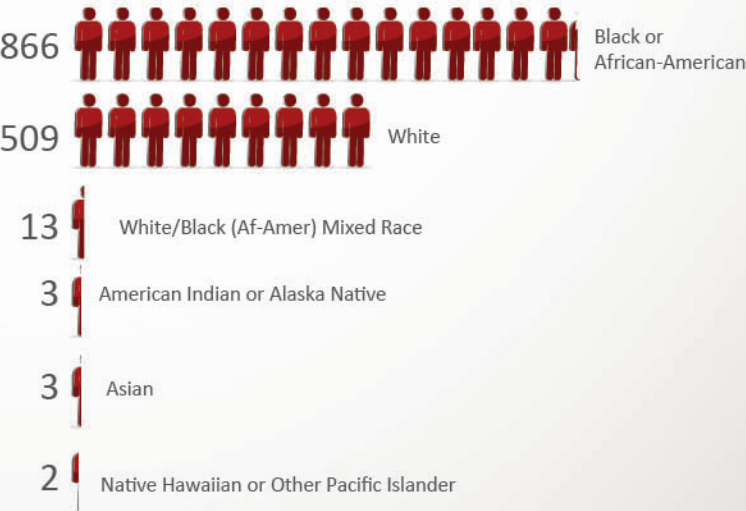 866
Black or
African-American
509
White
13
White/Black (Af-Amer) Mixed Race
3
American Indian or Alaska Native
3
Asian
2
Native Hawaiian or Other Pacific Islander